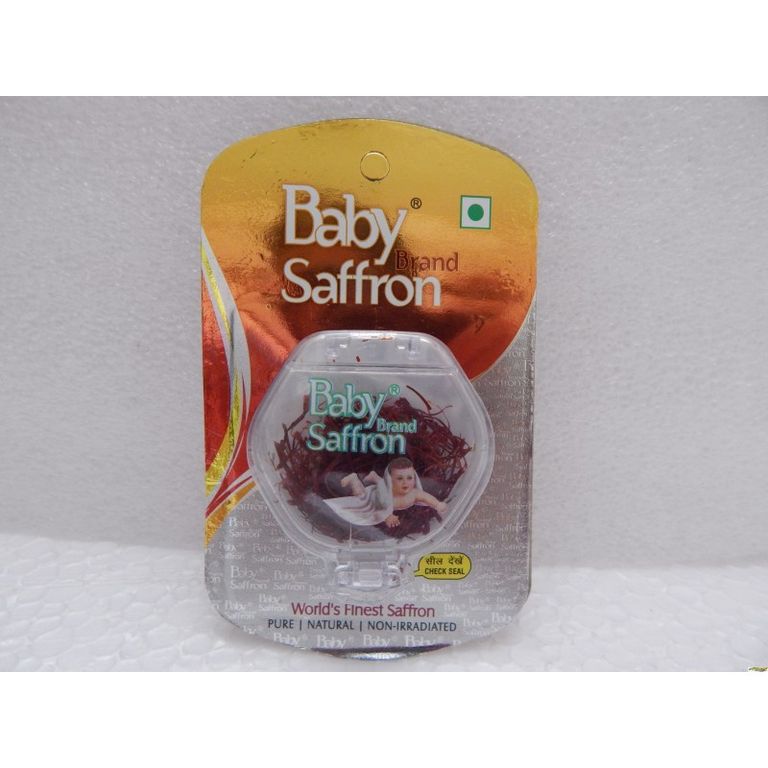 Baby®
Brand
Saffron
Baby®
Brand
Saffron
सील देखें
CHECK SEAL
World's Finest Saffron
PURE | NATURAL | NON-IRRADIATED